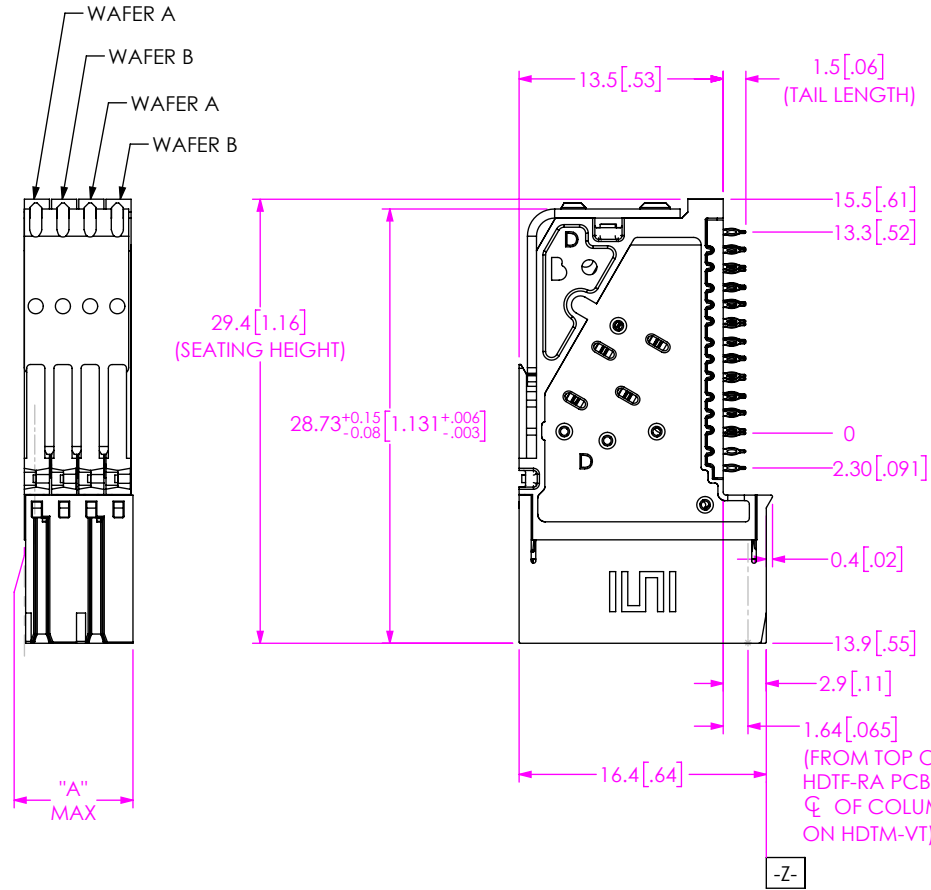 WAFER A
WAFER B
WAFER A
WAFER B
13.5[.53]
1.5[.06]
(TAIL LENGTH)
15.5[.61]
13.3[.52]
D
B
29.4[1.16]
(SEATING HEIGHT)
28.73+0.15-0.08[1.131+.006-.003]
0
2.30[.091]
D
0.4[.02]
13.9[.55]
2.9[.11]
1.64[.065]
(FROM TOP O
HDTF-RA PCB
℄ OF COLUM
ON HDTM-VT)
16.4[.64]
"A"
MAX
-Z-